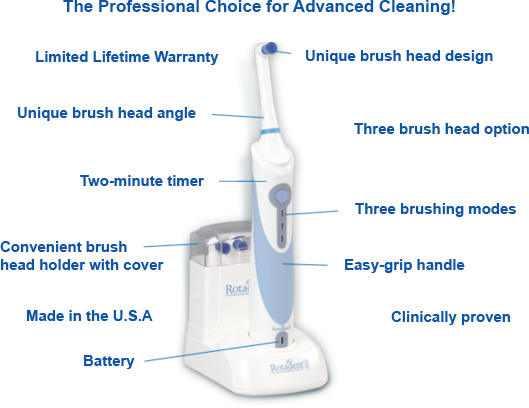 The Professional Choice for Advanced Cleaning!
Limited Lifetime Warranty
Unique brush head design
Unique brush head angle
Three brush head option
Two-minute timer
Three brushing modes
Convenient brush
head holder with cover
Easy-grip handle
Made in the U.S.A
Clinically proven
Battery
Rotadent
Rotadent